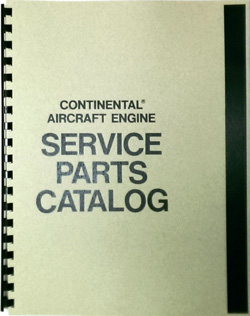 CONTINENTAL®
AIRCRAFT ENGINE
SERVICE
PARTS
CATALOG